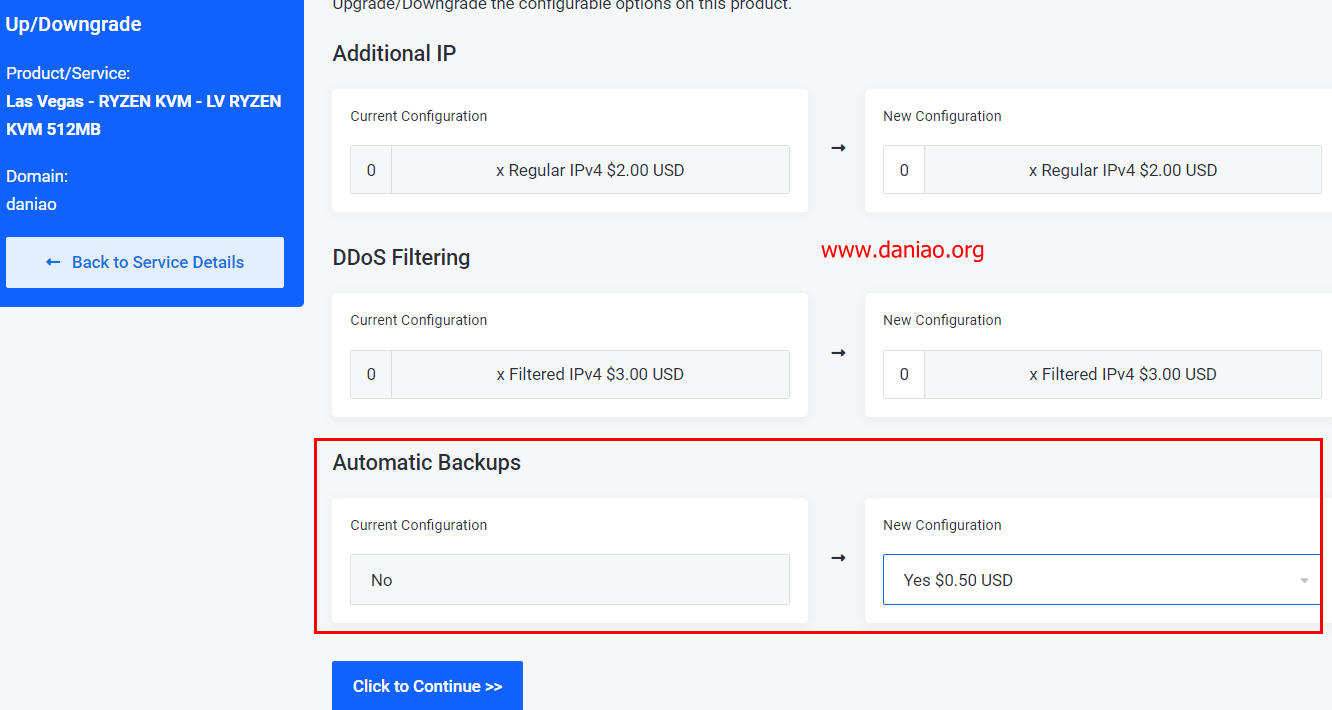 Upgrade/Downgrade the configurable options on this product.
Up/Downgrade
Product/Service:
Las Vegas - RYZEN KVM - LV RYZEN
KVM 512MB
Domain:
daniao
← Back to Service Details
Additional IP
Current Configuration
0 x Regular IPv4 $2.00 USD
→
New Configuration
0 x Regular IPv4 $2.00 USD
www.daniao.org
DDoS Filtering
Current Configuration
0 x Filtered IPv4 $3.00 USD
→
New Configuration
0 x Filtered IPv4 $3.00 USD
Automatic Backups
Current Configuration
No
→
New Configuration
Yes $0.50 USD
Click to Continue >>